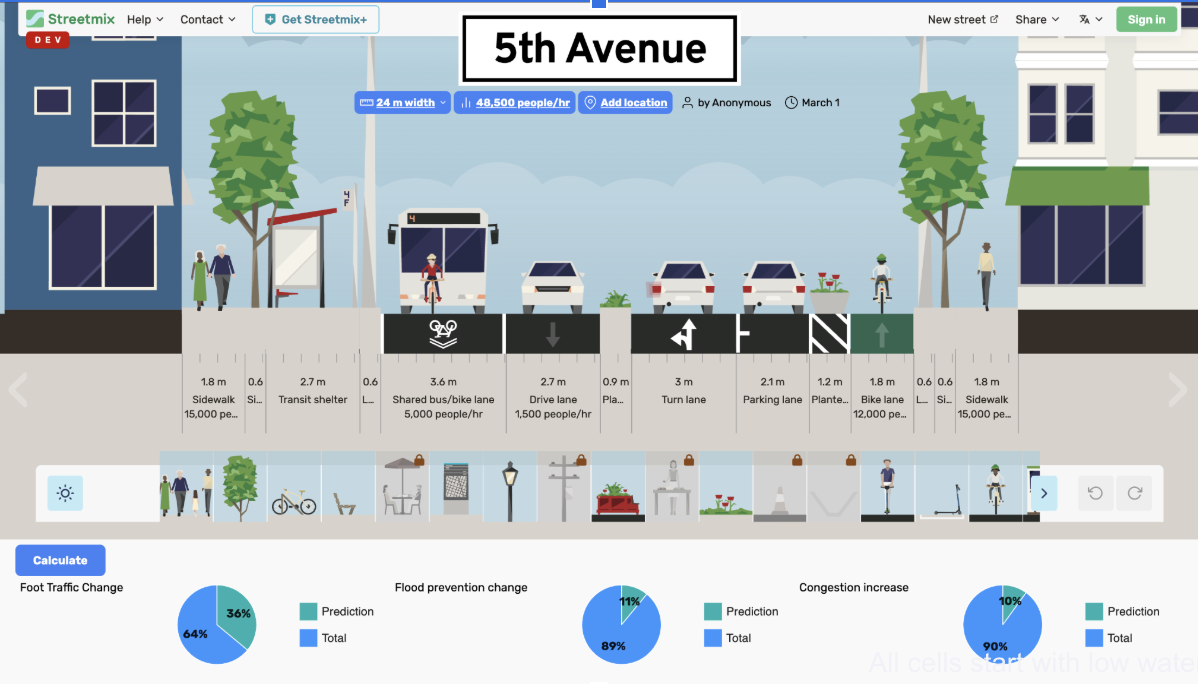 Streetmix
DEV
Help
Contact
Get Streetmix+
New street
Share
Sign in
5th Avenue
24 m width
48,500 people/hr
Add location
by Anonymous
March 1
4
F
4
1.8 m
Sidewalk
15,000 pe...
0.6
Si...
2.7 m
Transit shelter
0.6
L...
3.6 m
Shared bus/bike lane
5,000 people/hr
2.7 m
Drive lane
1,500 people/hr
0.9 m
Pla...
3 m
Turn lane
2.1 m
Parking lane
1.2 m
Plante...
1.8 m
Bike lane
12,000 pe...
0.6
L...
0.6
Si...
1.8 m
Sidewalk
15,000 pe...
Calculate
Foot Traffic Change
36%
64%
Prediction
Total
Flood prevention change
11%
89%
Prediction
Total
Congestion increase
10%
90%
Prediction
Total
All cells start with low wate